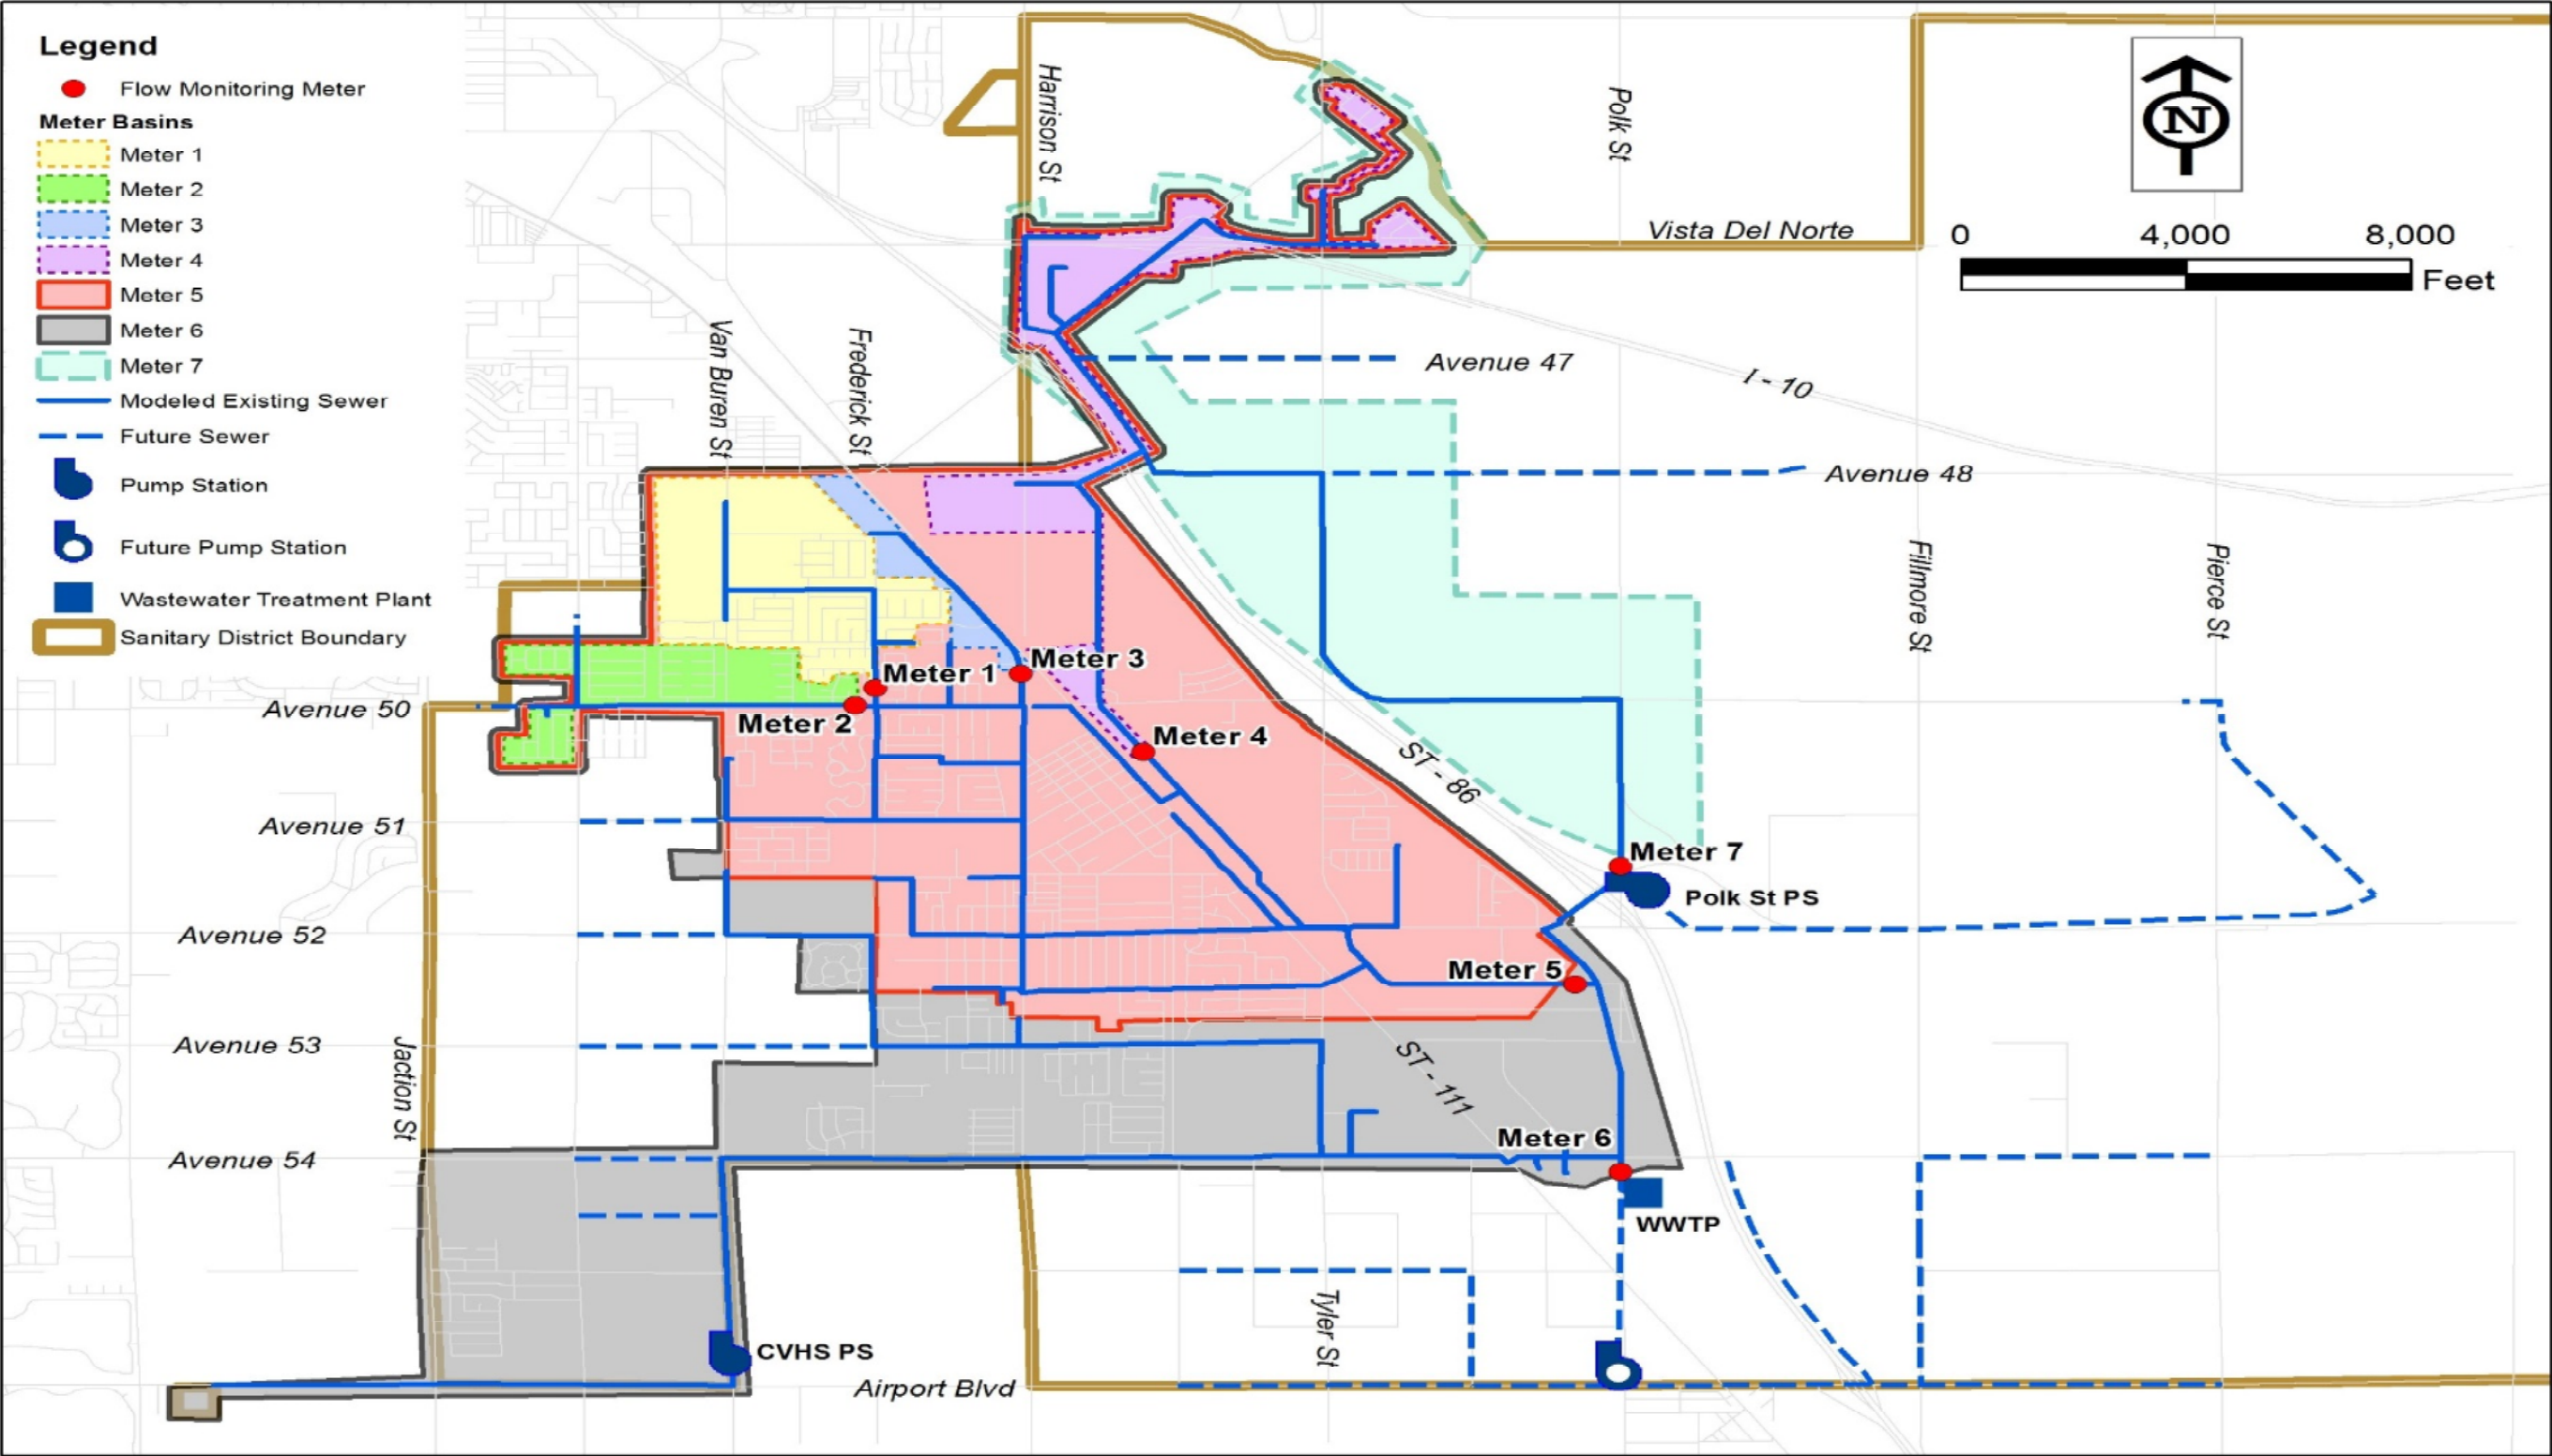 Legend
Flow Monitoring Meter
Meter Basins
Meter 1
Meter 2
Meter 3
Meter 4
Meter 5
Meter 6
Meter 7
Modeled Existing Sewer
Future Sewer
Pump Station
Future Pump Station
Wastewater Treatment Plant
Sanitary District Boundary
Harrison St
Polk St
N
0 4,000 8,000
Feet
Vista Del Norte
Van Buren St
Frederick St
Avenue 47
I - 10
Avenue 48
Fillmore St
Pierce St
Meter 3
Meter 1
Avenue 50
Meter 2
Meter 4
ST - 86
Avenue 51
Meter 7
Polk St PS
Avenue 52
Meter 5
Avenue 53
Jaction St
ST - 111
Meter 6
Avenue 54
WWTP
Tyler St
CVHS PS
Airport Blvd